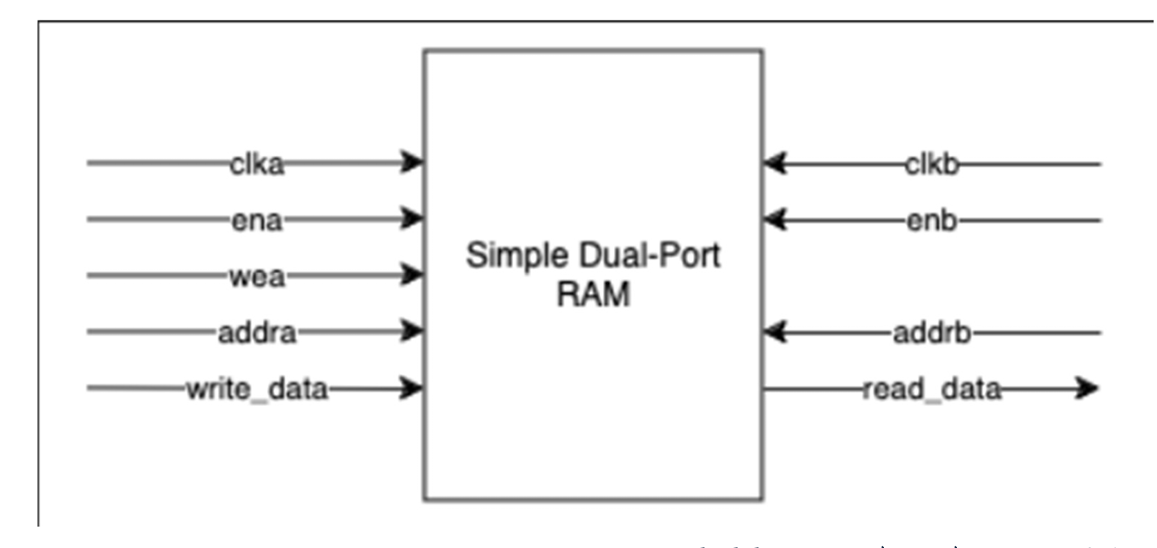 clka
ena
wea
addra
write_data
Simple Dual-Port
RAM
clkb
enb
addrb
read_data